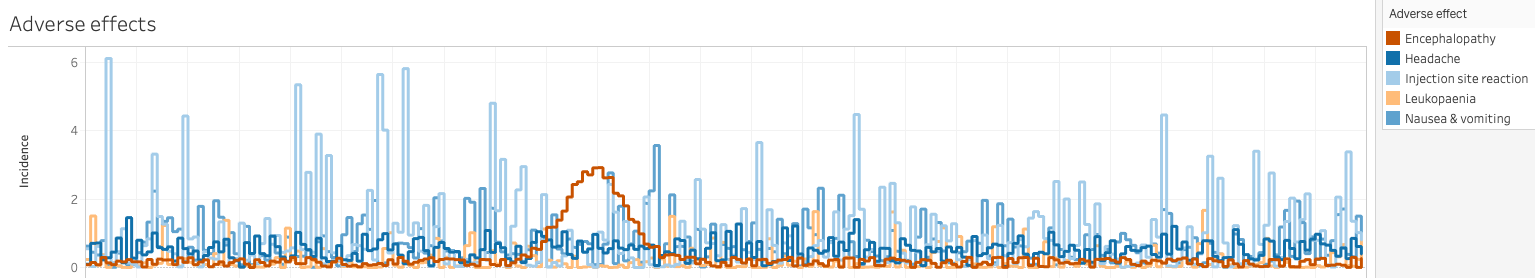 Adverse effects
Adverse effect
Encephalopathy
Headache
Injection site reaction
Leukopaenia
Nausea & vomiting
6
4
2
0
Incidence